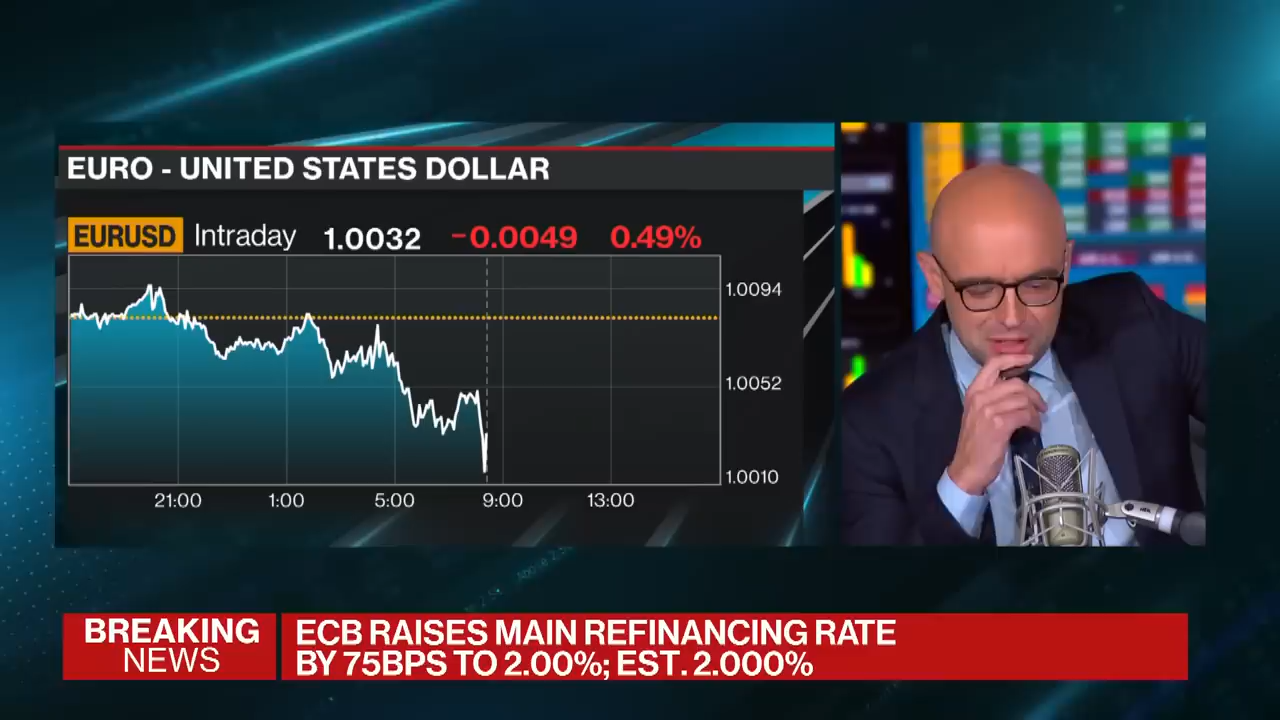 EURO - UNITED STATES DOLLAR
EURUSD Intraday 1.0032 -0.0049 0.49%
1.0094
1.0052
1.0010
21:00 1:00 5:00 9:00 13:00
BREAKING NEWS
ECB RAISES MAIN REFINANCING RATE
BY 75BPS TO 2.00%; EST. 2.000%